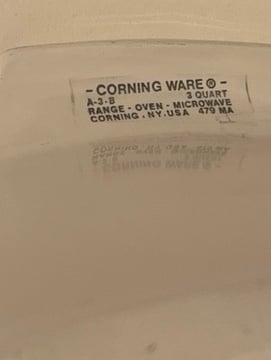 - CORNING WARE ® -
A-3-B 3 QUART
RANGE - OVEN - MICROWAVE
CORNING . NY. USA 479 MA